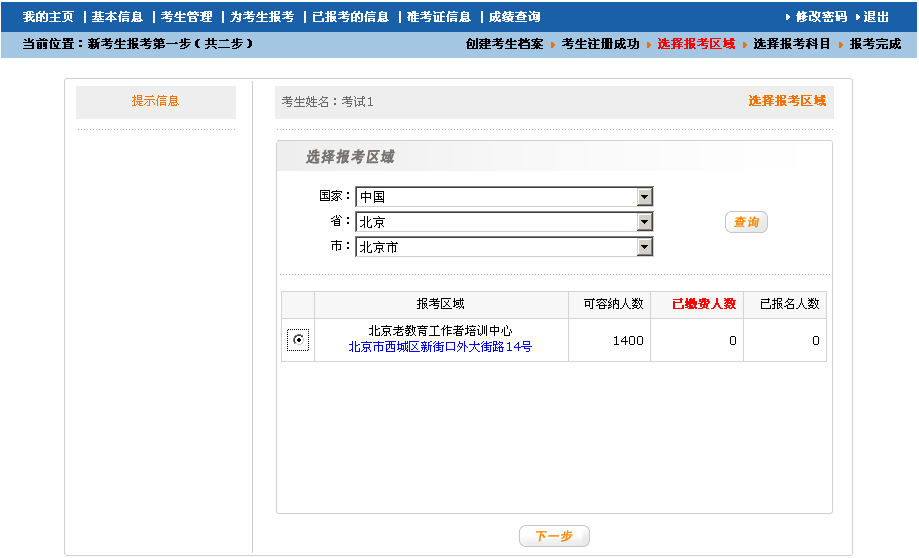 我的主页 | 基本信息 | 考生管理 | 为考生报考 | 已报考的信息 | 准考证信息 | 成绩查询 修改密码 退出
当前位置：新考生报考第一步（共二步） 创建考生档案 考生注册成功 选择报考区域 选择报考科目 报考完成
提示信息
考生姓名：考试1 选择报考区域
选择报考区域
国家： 中国
省： 北京
查询
市： 北京市
报考区域 可容纳人数 已缴费人数 已报名人数
北京老教育工作者培训中心
北京市西城区新街口外大街路14号 1400 0 0
下一步